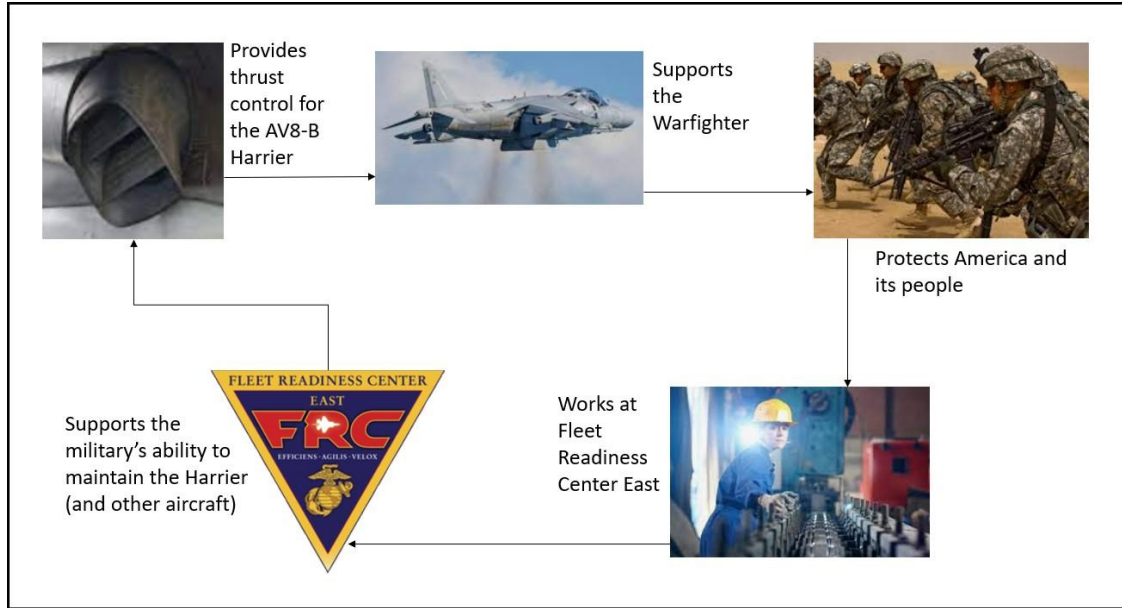 Provides
thrust
control for
the AV8-B
Harrier
Supports
the
Warfighter
Protects America and
its people
Works at
Fleet
Readiness
Center East
FLEET READINESS CENTER
EAST
FRC
EFFICIENS · AGILIS · VELOX
Supports the
military’s ability to
maintain the Harrier
(and other aircraft)